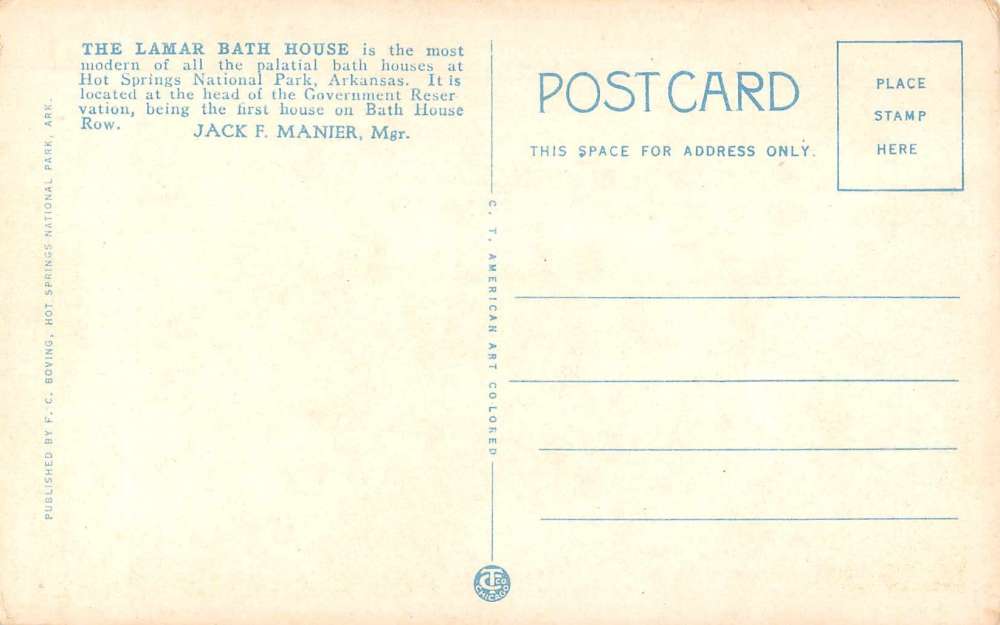 THE LAMAR BATH HOUSE is the most
modern of all the palatial bath houses at
Hot Springs National Park, Arkansas. It is
located at the head of the Government Reser-
vation, being the first house on Bath House
Row.
JACK F. MANIER, Mgr.
PUBLISHED BY F. C. BOVING, HOT SPRINGS NATIONAL PARK, ARK.
C. T. AMERICAN ART COLORED
CT CO
CHICAGO
POSTCARD
THIS SPACE FOR ADDRESS ONLY.
PLACE
STAMP
HERE